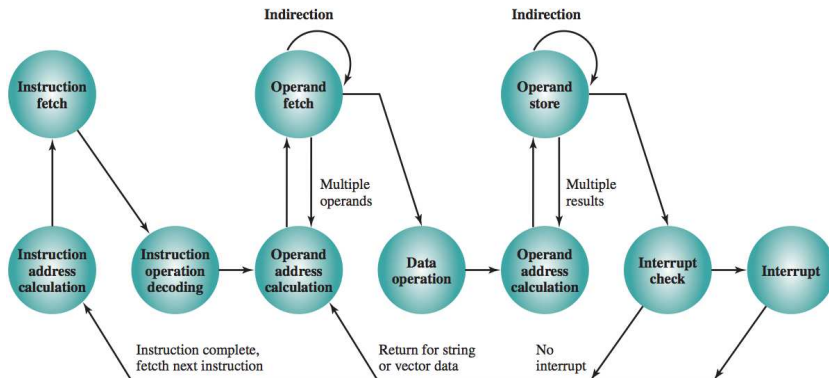 Indirection
Indirection
Instruction
fetch
Operand
fetch
Operand
store
Multiple
operands
Multiple
results
Instruction
address
calculation
Instruction
operation
decoding
Operand
address
calculation
Data
operation
Operand
address
calculation
Interrupt
check
Interrupt
Instruction complete,
fetcth next instruction
Return for string
or vector data
No
interrupt